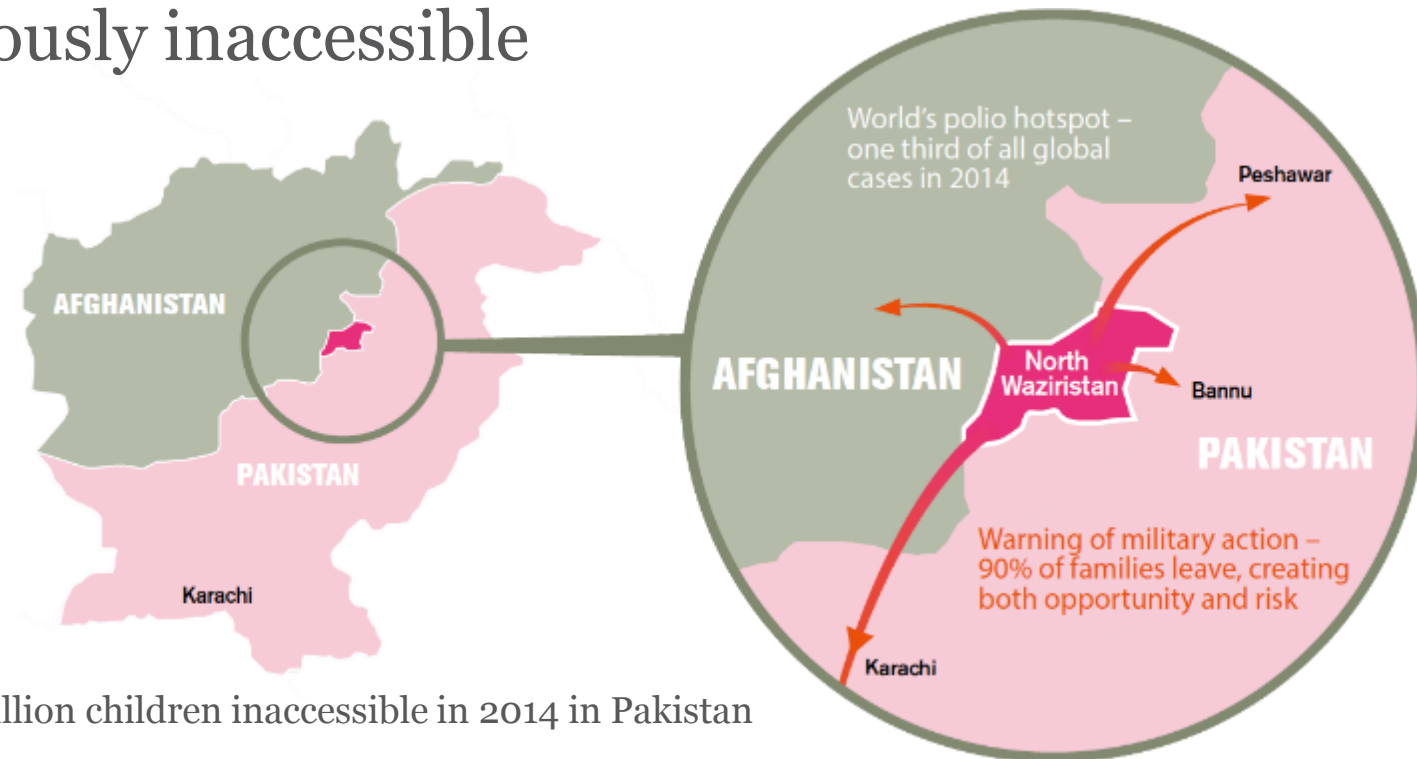 ously inaccessible
AFGHANISTAN
PAKISTAN
Karachi
World's polio hotspot –
one third of all global
cases in 2014
Peshawar
AFGHANISTAN
North
Waziristan
Bannu
PAKISTAN
Warning of military action –
90% of families leave, creating
both opportunity and risk
Karachi
llion children inaccessible in 2014 in Pakistan